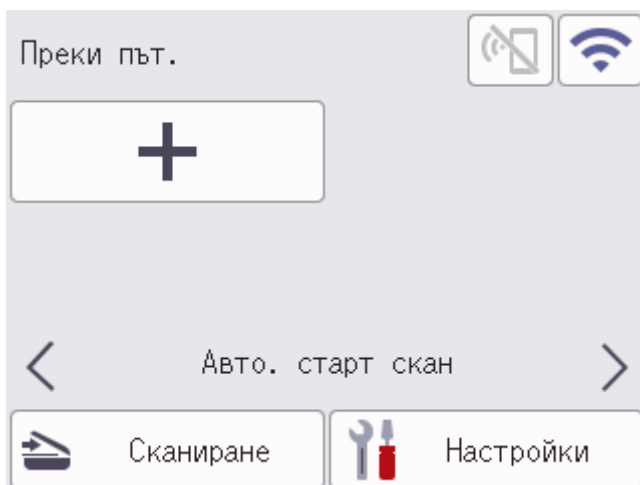 Преки път.
Авто. старт скан
Сканиране
Настройки